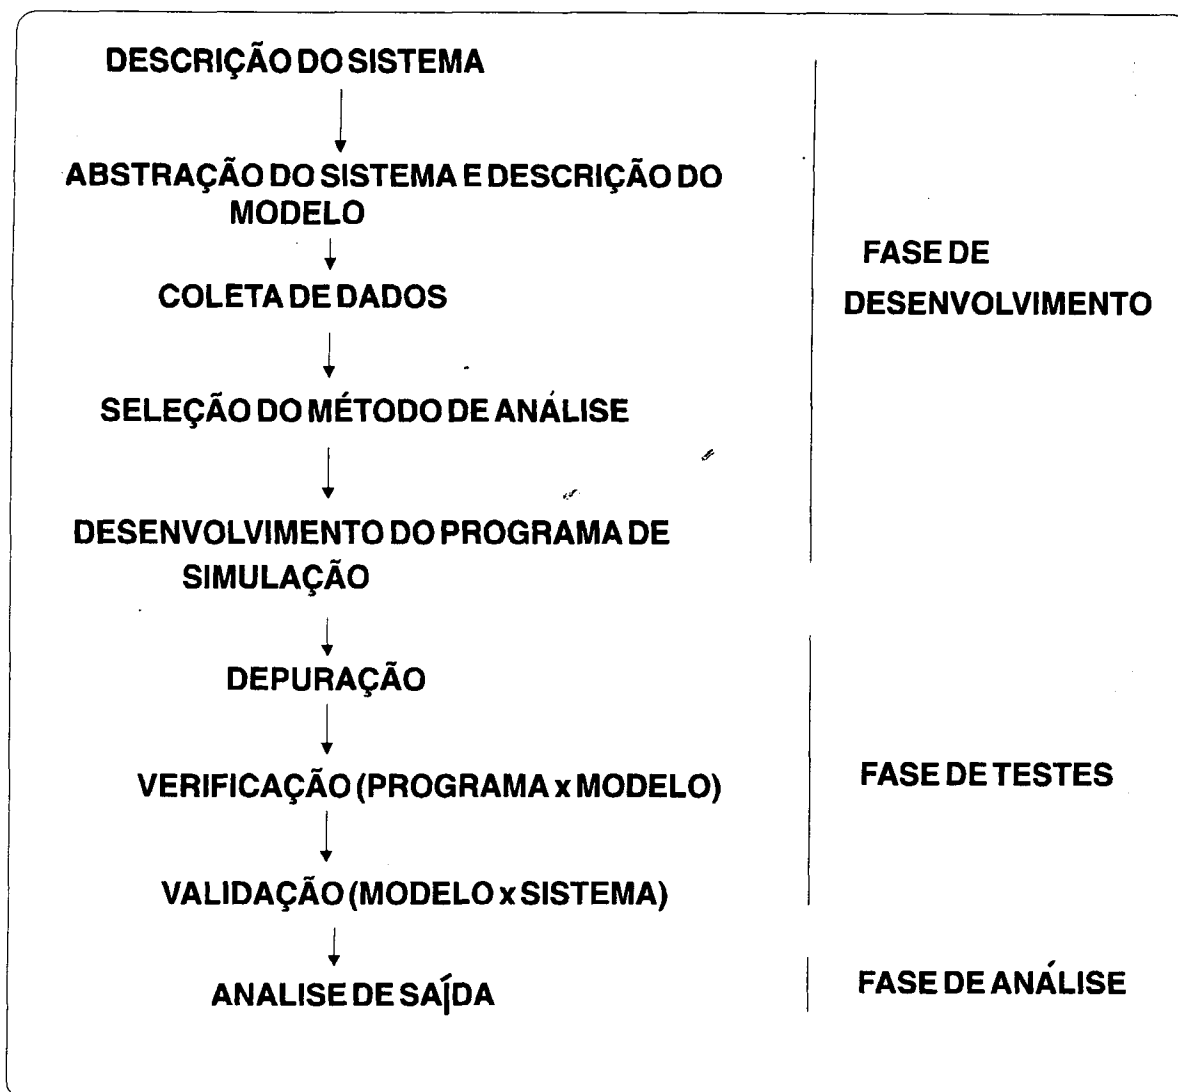 DESCRIÇÃO DO SISTEMA
ABSTRAÇÃO DO SISTEMA E DESCRIÇÃO DO
MODELO
COLETA DE DADOS
SELEÇÃO DO MÉTODO DE ANÁLISE
DESENVOLVIMENTO DO PROGRAMA DE
SIMULAÇÃO
DEPURAÇÃO
VERIFICAÇÃO (PROGRAMA x MODELO)
VALIDAÇÃO (MODELO x SISTEMA)
ANALISE DE SAÍDA
FASE DE
DESENVOLVIMENTO
FASE DE TESTES
FASE DE ANÁLISE